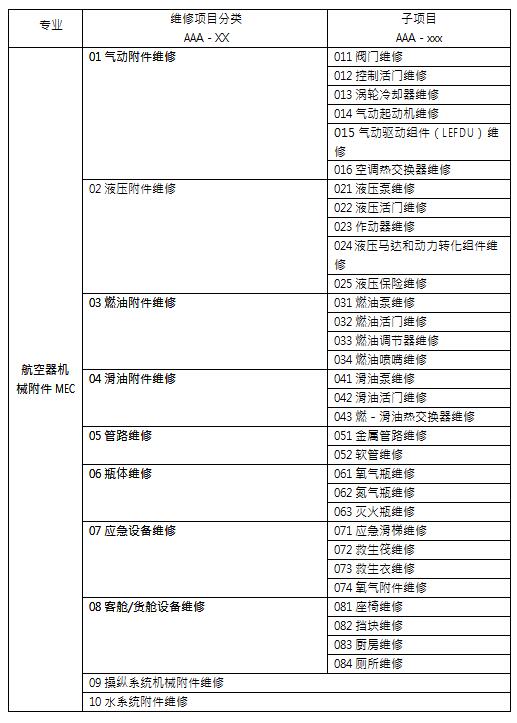 专业
维修项目分类
AAA - XX
子项目
AAA - xxx
航空器机
械附件 MEC
01 气动附件维修
011 阀门维修
012 控制活门维修
013 涡轮冷却器维修
014 气动起动机维修
015 气动驱动组件（LEFDU）维
修
016 空调热交换器维修
02 液压附件维修
021 液压泵维修
022 液压活门维修
023 作动器维修
024 液压马达和动力转化组件维
修
025 液压保险维修
03 燃油附件维修
031 燃油泵维修
032 燃油活门维修
033 燃油调节器维修
034 燃油喷嘴维修
04 滑油附件维修
041 滑油泵维修
042 滑油活门维修
043 燃 - 滑油热交换器维修
05 管路维修
051 金属管路维修
052 软管维修
06 瓶体维修
061 氧气瓶维修
062 氮气瓶维修
063 灭火瓶维修
07 应急设备维修
071 应急滑梯维修
072 救生筏维修
073 救生衣维修
074 氧气附件维修
08 客舱/货舱设备维修
081 座椅维修
082 挡块维修
083 厨房维修
084 厕所维修
09 操纵系统机械附件维修
10 水系统附件维修